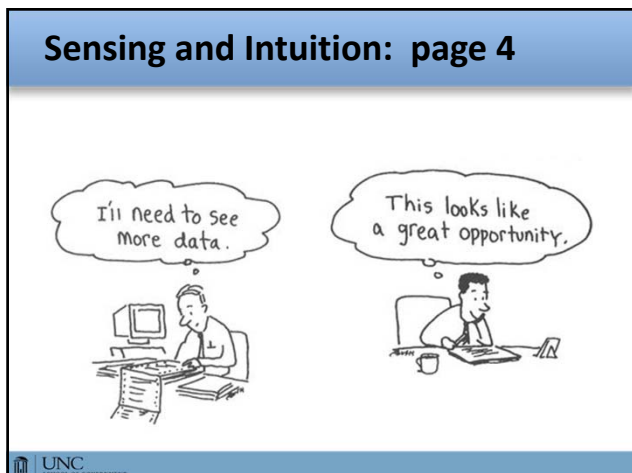 Sensing and Intuition: page 4
I'll need to see
more data.
This looks like
a great opportunity.
UNC